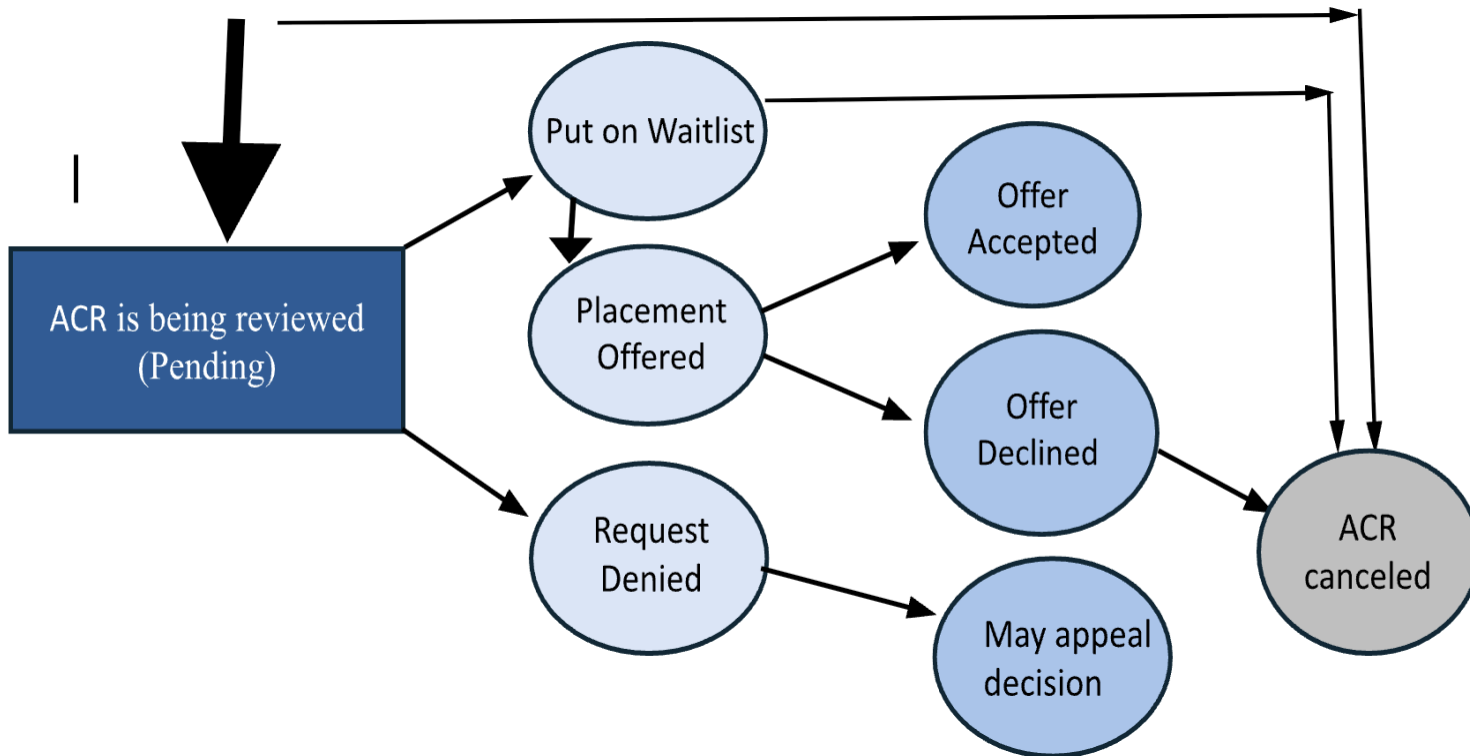 Put on Waitlist
Offer
Accepted
ACR is being reviewed
(Pending)
Placement
Offered
Offer
Declined
Request
Denied
ACR
canceled
May appeal
decision